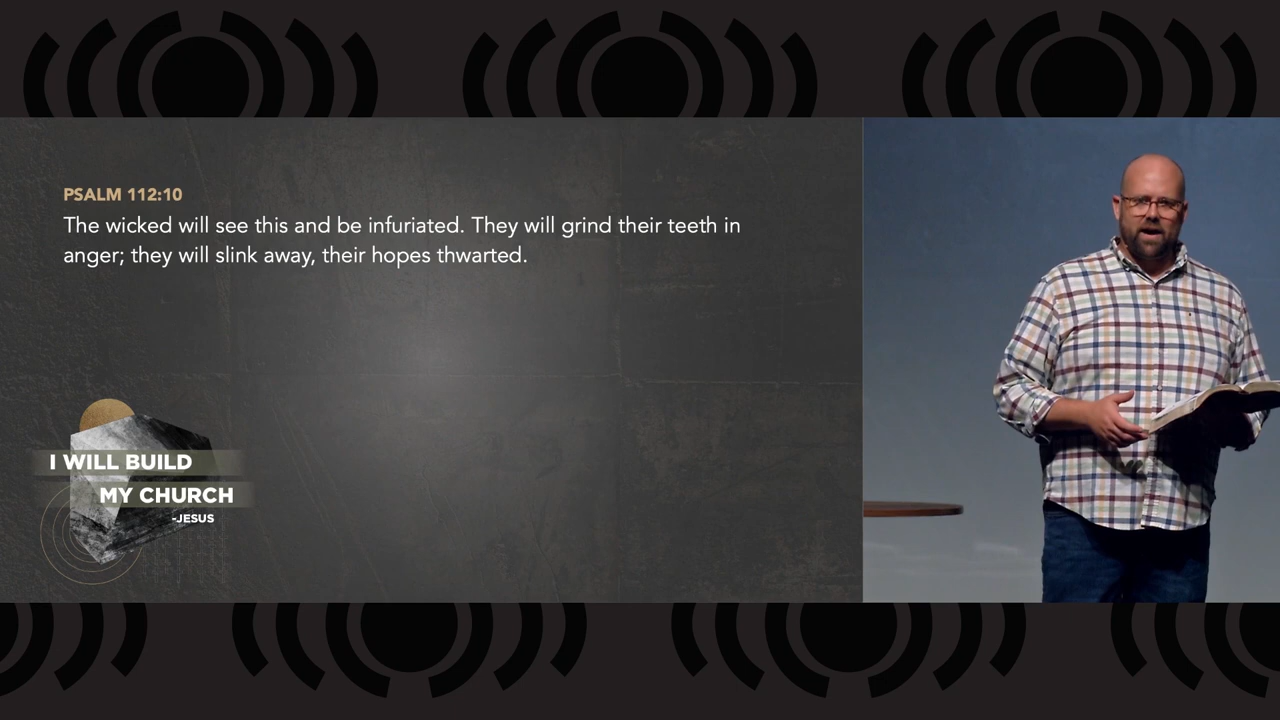 PSALM 112:10
The wicked will see this and be infuriated. They will grind their teeth in
anger; they will slink away, their hopes thwarted.
I WILL BUILD
MY CHURCH
-JESUS